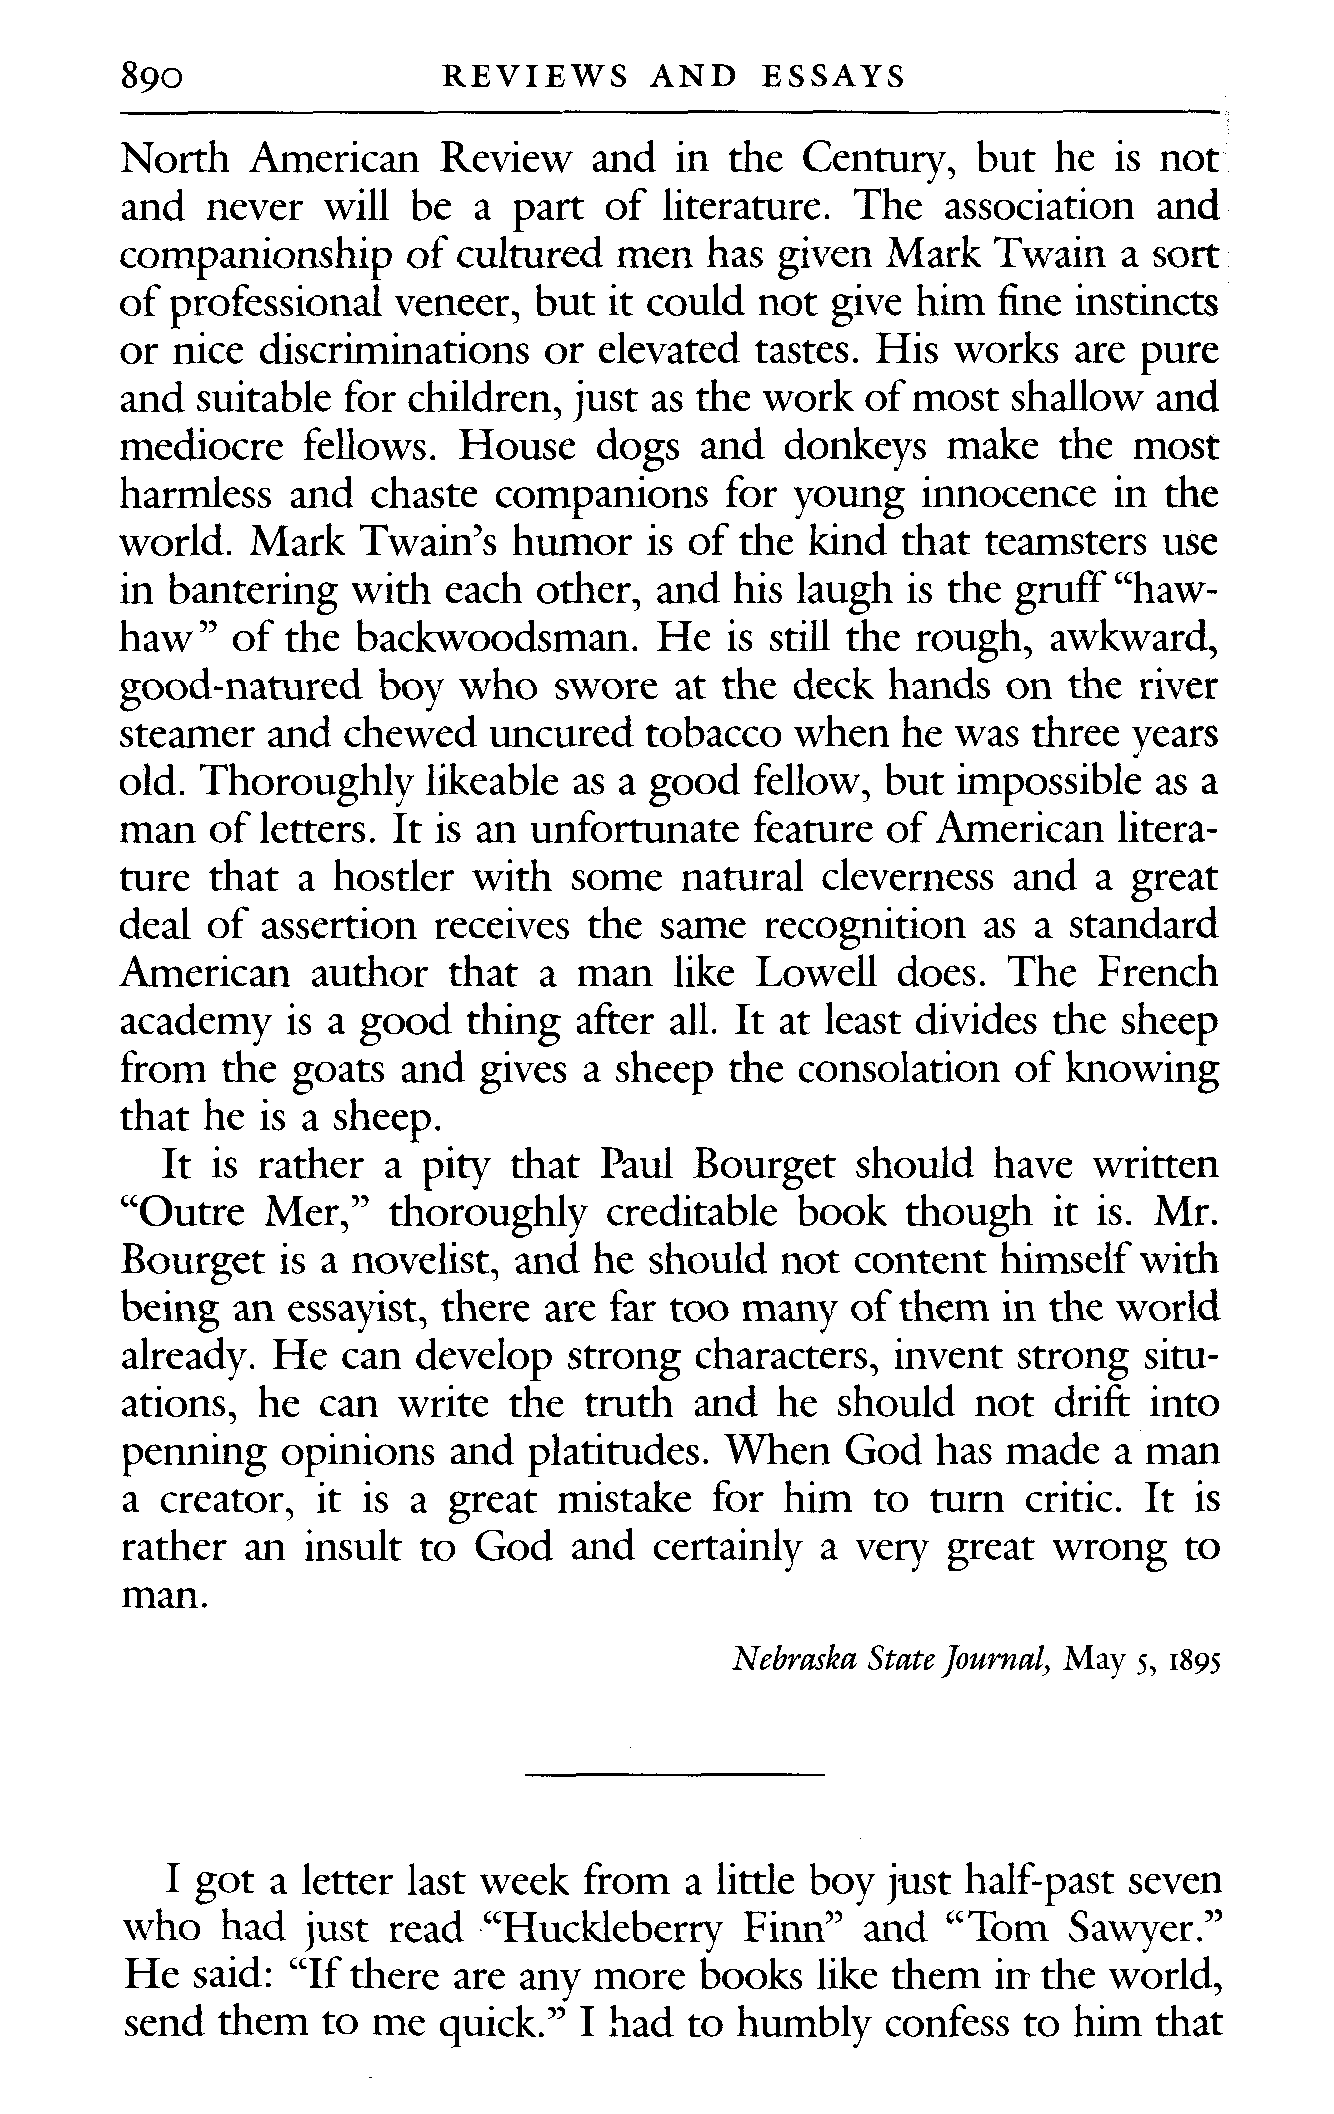 890 REVIEWS AND ESSAYS
North American Review and in the Century, but he is not
and never will be a part of literature. The association and
companionship of cultured men has given Mark Twain a sort
of professional veneer, but it could not give him fine instincts
or nice discriminations or elevated tastes. His works are pure
and suitable for children, just as the work of most shallow and
mediocre fellows. House dogs and donkeys make the most
harmless and chaste companions for young innocence in the
world. Mark Twain’s humor is of the kind that teamsters use
in bantering with each other, and his laugh is the gruff “haw-
haw” of the backwoodsman. He is still the rough, awkward,
good-natured boy who swore at the deck hands on the river
steamer and chewed uncured tobacco when he was three years
old. Thoroughly likeable as a good fellow, but impossible as a
man of letters. It is an unfortunate feature of American litera-
ture that a hostler with some natural cleverness and a great
deal of assertion receives the same recognition as a standard
American author that a man like Lowell does. The French
academy is a good thing after all. It at least divides the sheep
from the goats and gives a sheep the consolation of knowing
that he is a sheep.
It is rather a pity that Paul Bourget should have written
“Outre Mer,” thoroughly creditable book though it is. Mr.
Bourget is a novelist, and he should not content himself with
being an essayist, there are far too many of them in the world
already. He can develop strong characters, invent strong situ-
ations, he can write the truth and he should not drift into
penning opinions and platitudes. When God has made a man
a creator, it is a great mistake for him to turn critic. It is
rather an insult to God and certainly a very great wrong to
man.
Nebraska State Journal, May 5, 1895
I got a letter last week from a little boy just half-past seven
who had just read “Huckleberry Finn” and “Tom Sawyer.”
He said: “If there are any more books like them in the world,
send them to me quick.” I had to humbly confess to him that